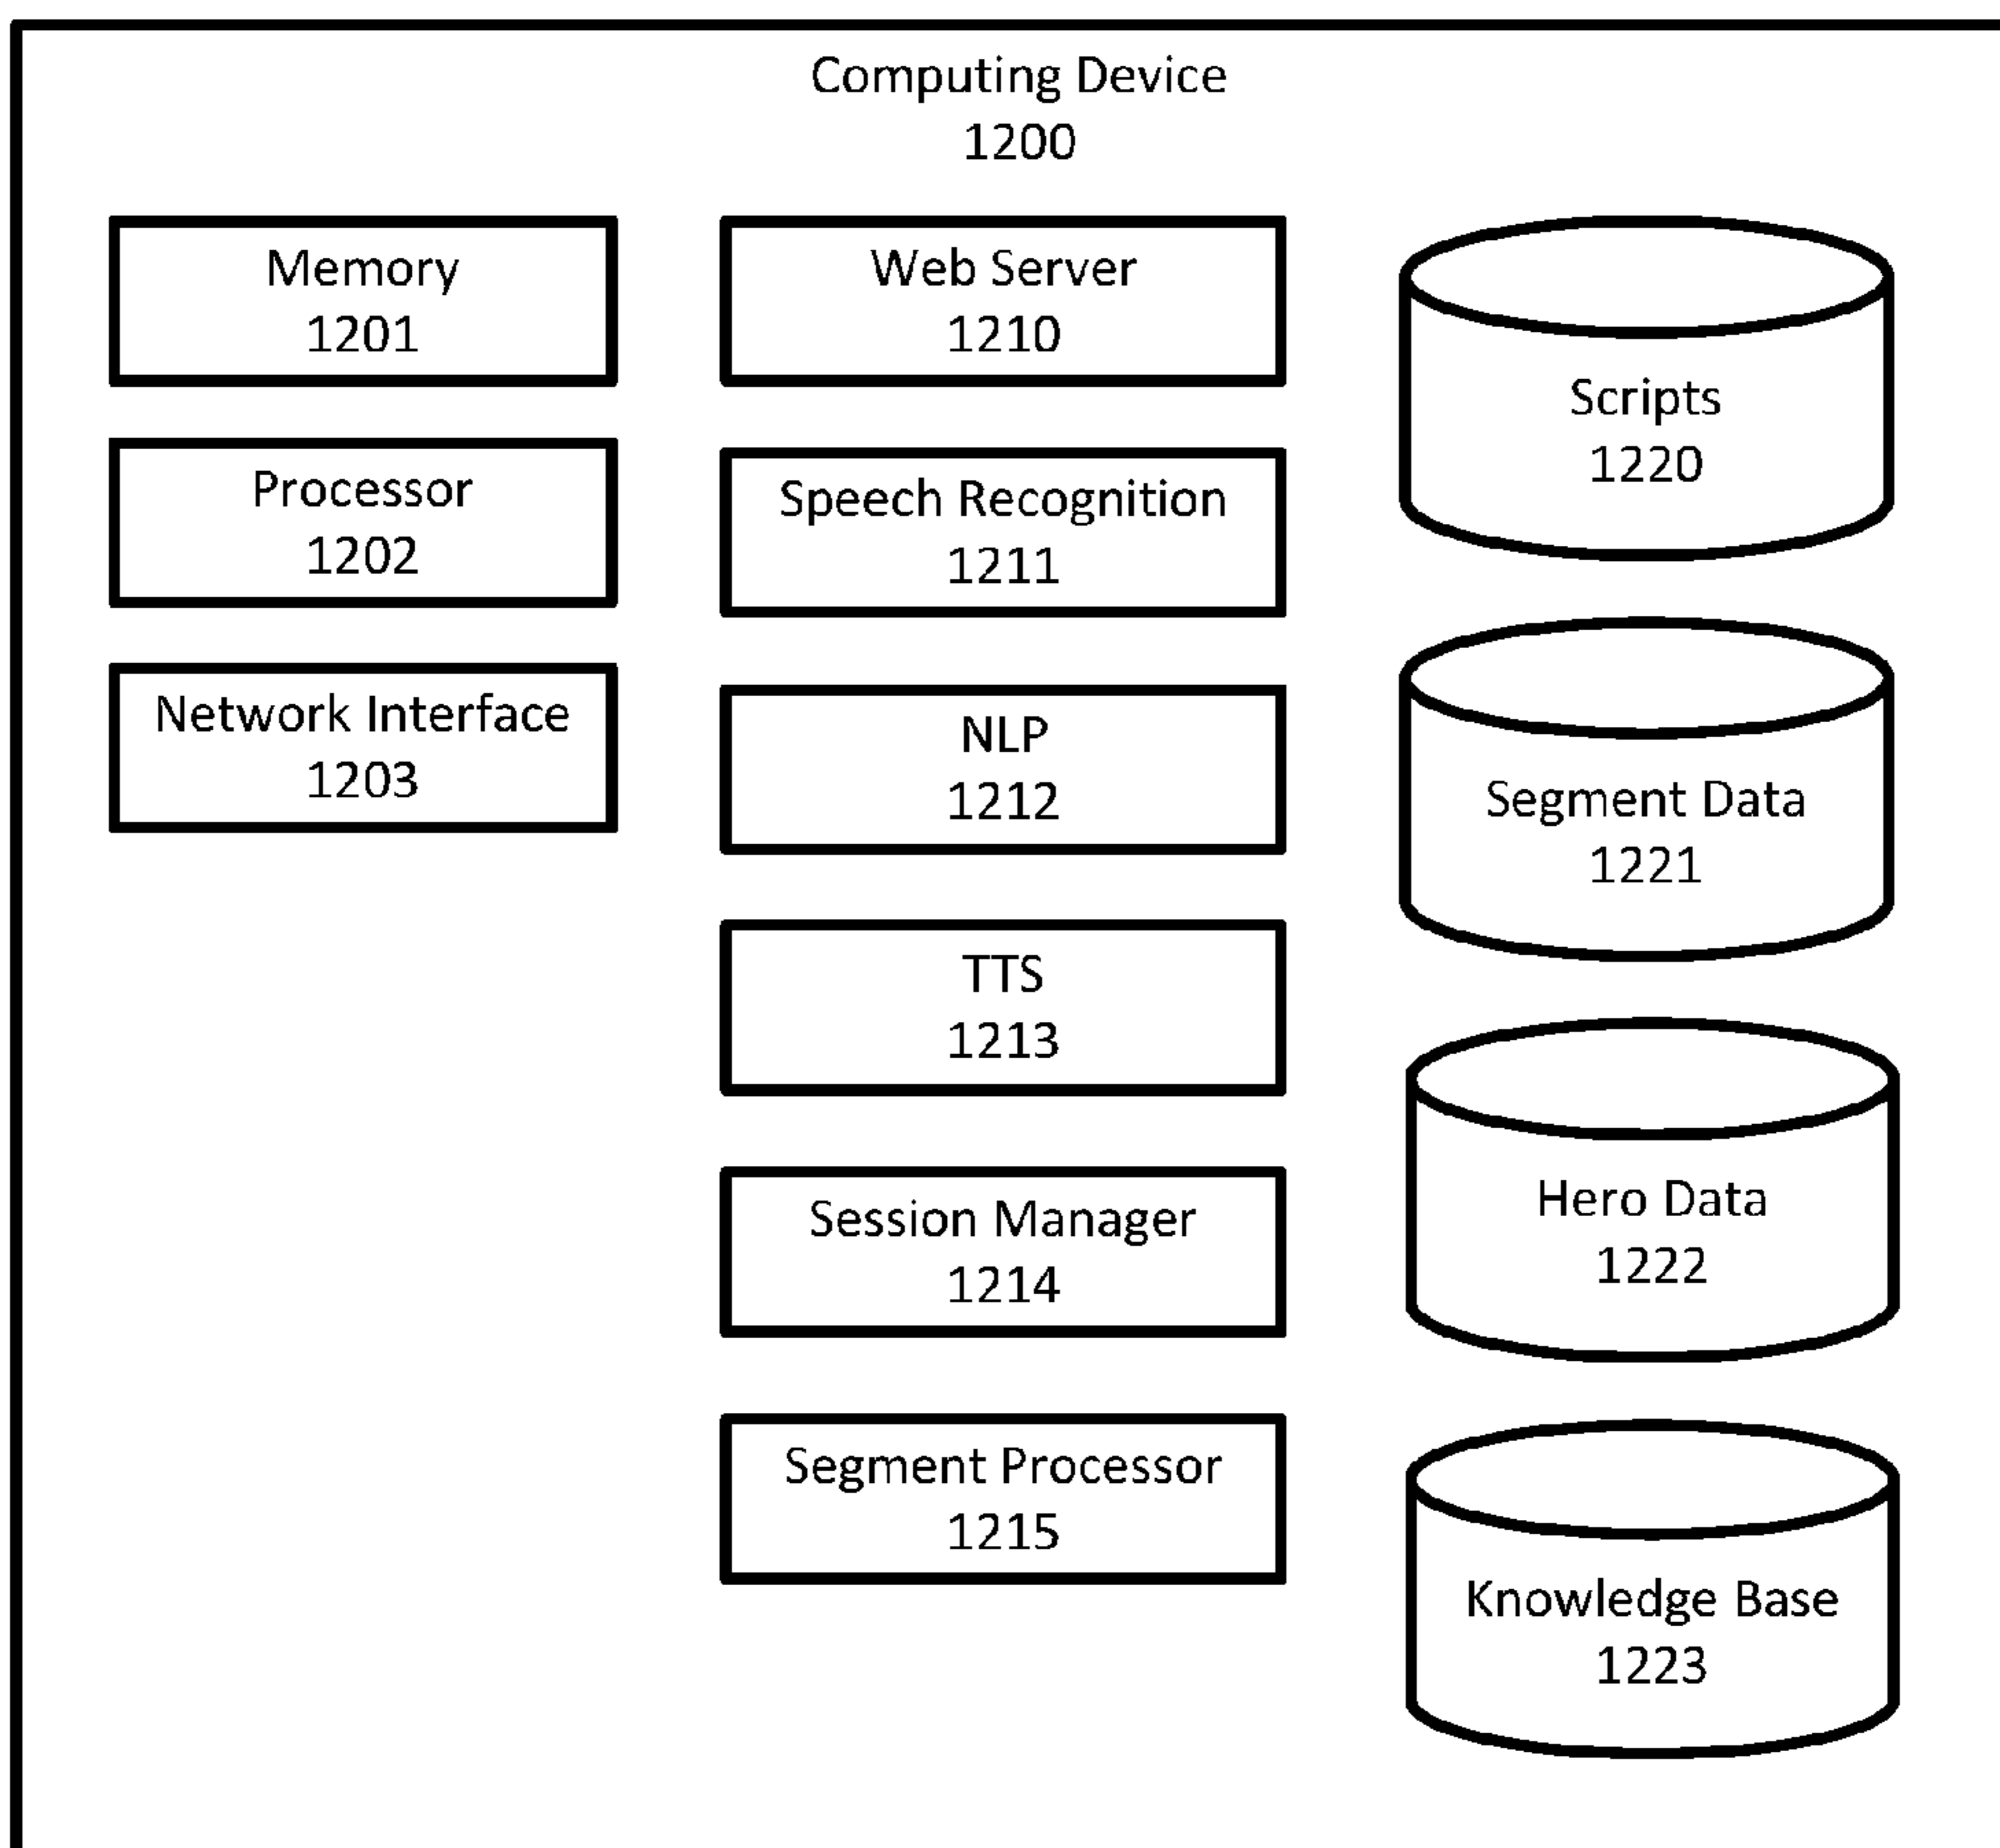 Computing Device
1200
Memory
1201
Processor
1202
Network Interface
1203
Web Server
1210
Speech Recognition
1211
NLP
1212
TTS
1213
Session Manager
1214
Segment Processor
1215
Scripts
1220
Segment Data
1221
Hero Data
1222
Knowledge Base
1223